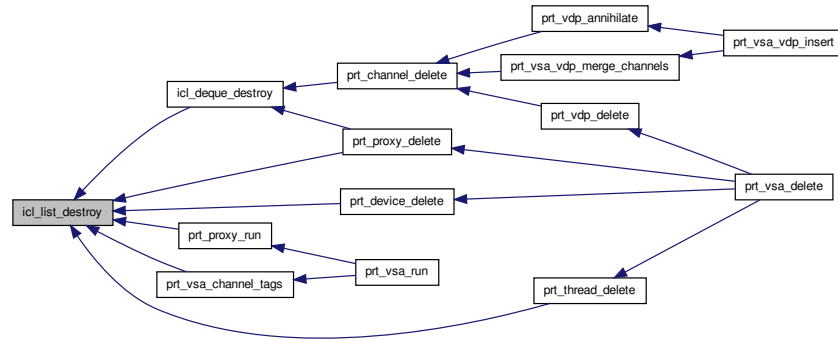 prt_vdp_annihilate
prt_vsa_vdp_insert
prt_vsa_vdp_merge_channels
prt_channel_delete
icl_deque_destroy
prt_vdp_delete
prt_proxy_delete
prt_vsa_delete
prt_device_delete
icl_list_destroy
prt_proxy_run
prt_vsa_run
prt_vsa_channel_tags
prt_thread_delete